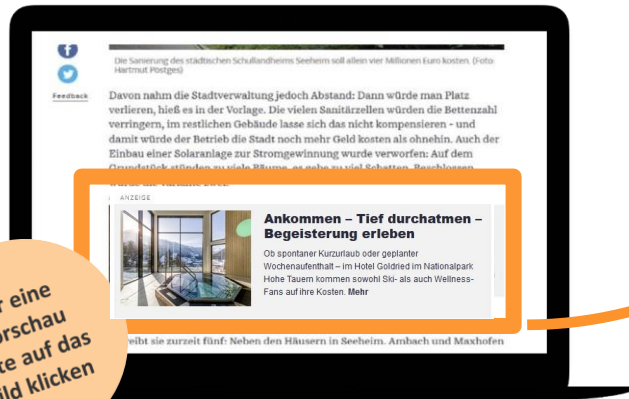 Die Sanierung des städtischen Schullandheims Seeheim soll allein vier Millionen Euro kosten. (Foto:
Hartmut Pöstges)
Feedback
Davon nahm die Stadtverwaltung jedoch Abstand: Dann würde man Platz
verlieren, hieß es in der Vorlage. Die vielen Sanitärzellen würden die Bettenzahl
verringern, im restlichen Gebäude lasse sich das nicht kompensieren - und
damit würde der Betrieb die Stadt noch mehr Geld kosten als ohnehin. Auch der
Einbau einer Solaranlage zur Stromgewinnung wurde verworfen: Auf dem
Grundstück stünden zu viele Bäume, es gebe zu viel Schatten. Beschlossen
wurde die Variante zwei.
ANZEIGE
Ankommen – Tief durchatmen –
Begeisterung erleben
Ob spontaner Kurzurlaub oder geplanter
Wochenaufenthalt – im Hotel Goldried im Nationalpark
Hohe Tauern kommen sowohl Ski- als auch Wellness-
Fans auf ihre Kosten. Mehr
sie zurzeit fünf: Neben den Häusern in Seeheim, Ambach und Maxhofen
eine
auf das
klicken